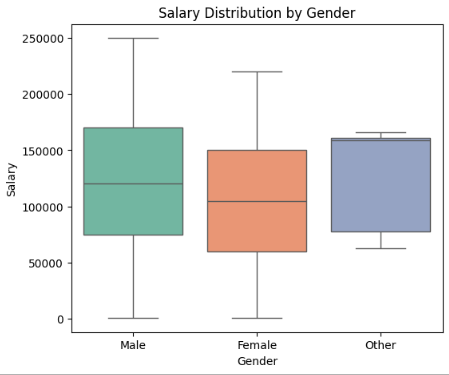 Salary Distribution by Gender
250000
200000
150000
100000
50000
0
Salary
Male Female Other
Gender